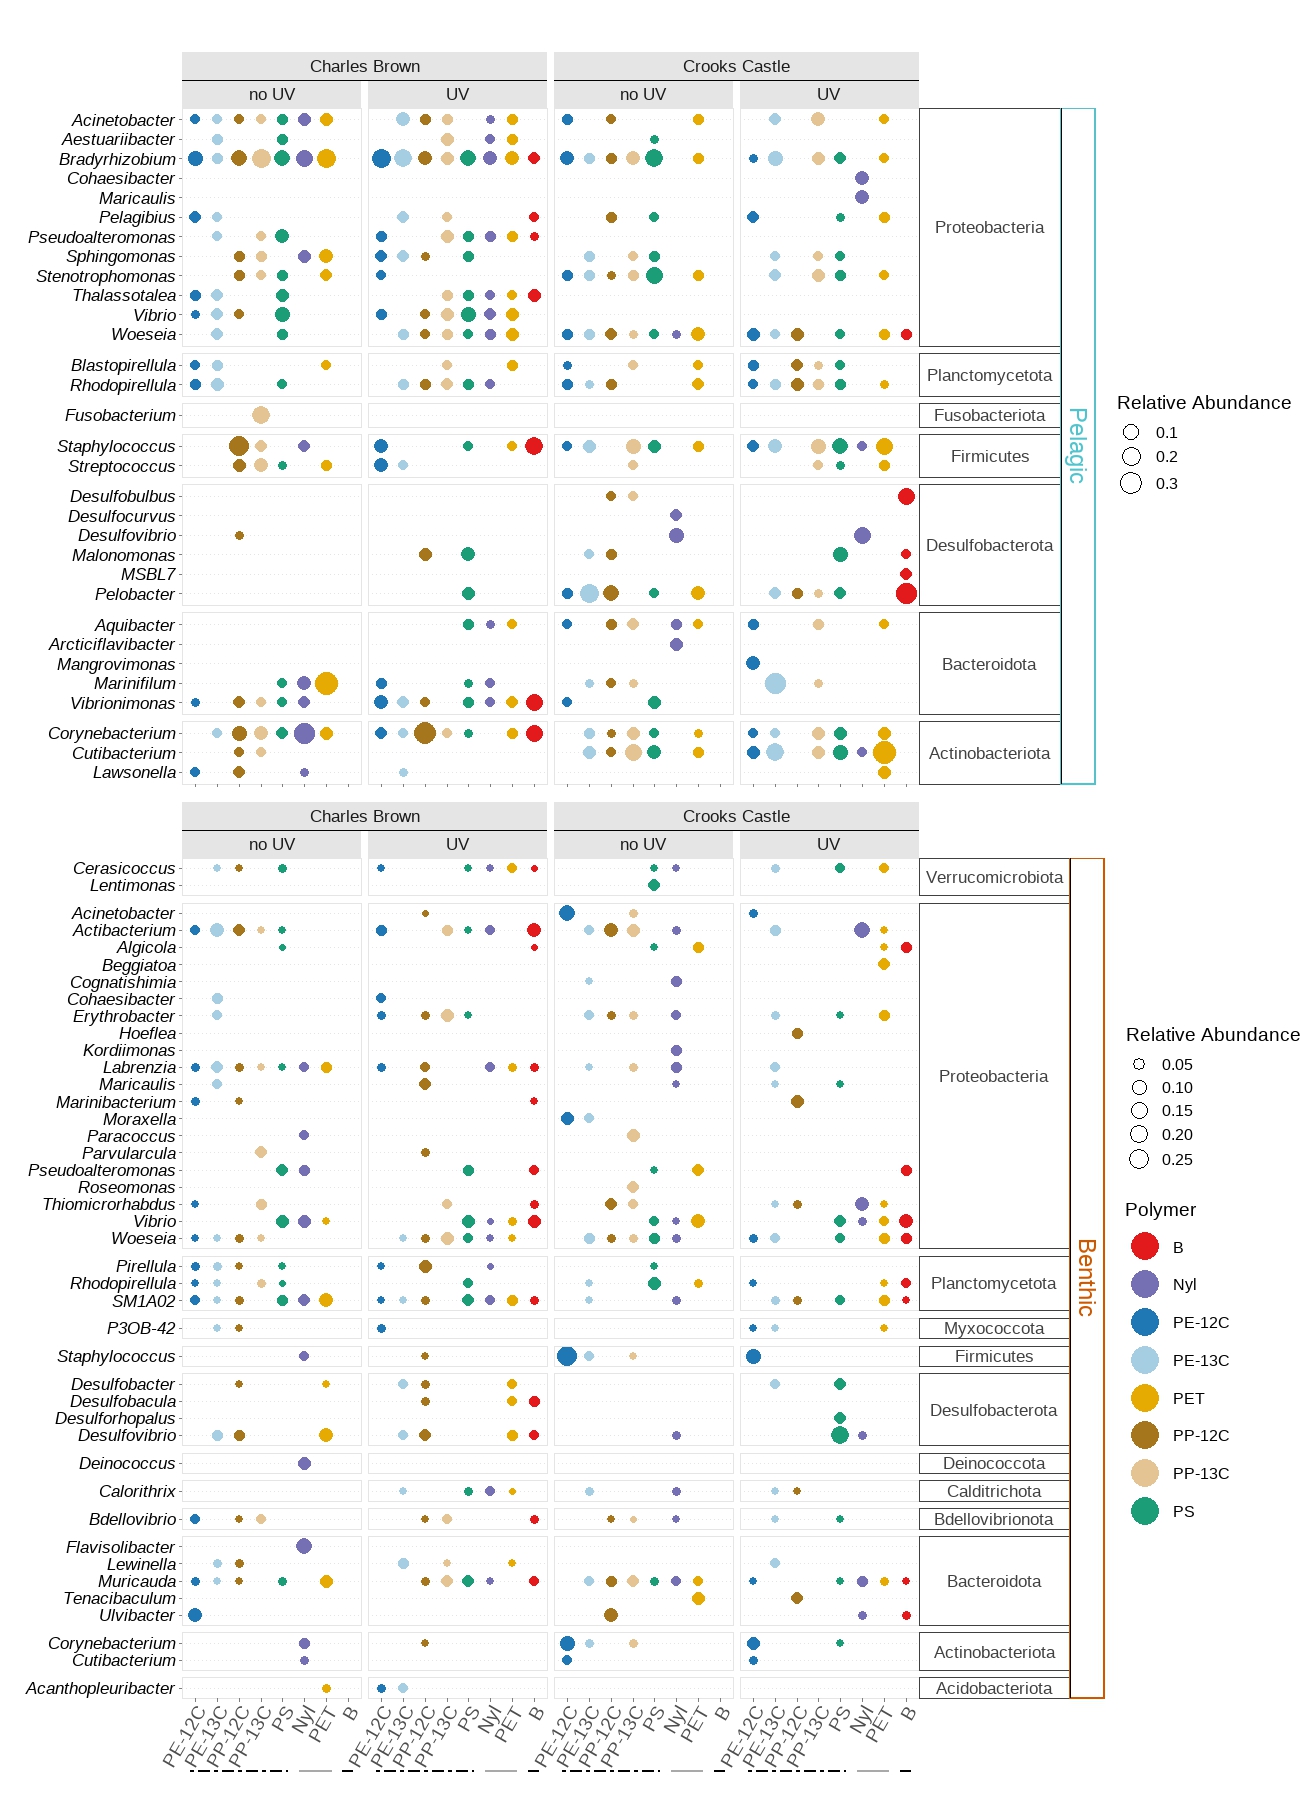 Charles Brown
Crooks Castle
no UV
UV
no UV
UV
Acinetobacter
Aestuariibacter
Bradyrhizobium
Cohaesibacter
Maricaulis
Pelagibius
Pseudoalteromonas
Sphingomonas
Stenotrophomonas
Thalassotalea
Vibrio
Woeseia
Proteobacteria
Blastopirellula
Rhodopirellula
Planctomycetota
Fusobacterium
Fusobacteriota
Staphylococcus
Streptococcus
Firmicutes
Desulfobulbus
Desulfocurvus
Desulfovibrio
Malonomonas
MSBL7
Pelobacter
Desulfobacterota
Aquibacter
Arcticiflavibacter
Mangrovimonas
Marinifilum
Vibrionimonas
Bacteroidota
Corynebacterium
Cutibacterium
Lawsonella
Actinobacteriota
Pelagic
Relative Abundance
0.1
0.2
0.3
Charles Brown
Crooks Castle
no UV
UV
no UV
UV
Cerasicoccus
Lentimonas
Verrucomicrobiota
Acinetobacter
Actibacterium
Algicola
Beggiatoa
Cognatishimia
Cohaesibacter
Erythrobacter
Hoeflea
Kordiimonas
Labrenzia
Maricaulis
Marinibacterium
Moraxella
Paracoccus
Parvularcula
Pseudoalteromonas
Roseomonas
Thiomicrorhabdus
Vibrio
Woeseia
Proteobacteria
Pirellula
Rhodopirellula
SM1A02
Planctomycetota
P3OB-42
Myxococcota
Staphylococcus
Firmicutes
Desulfobacter
Desulfobacula
Desulforhopalus
Desulfovibrio
Desulfobacterota
Deinococcus
Deinococcota
Calorithrix
Calditrichota
Bdellovibrio
Bdellovibrionota
Flavisolibacter
Lewinella
Muricauda
Tenacibaculum
Ulvibacter
Bacteroidota
Corynebacterium
Cutibacterium
Actinobacteriota
Acanthopleuribacter
Acidobacteriota
Benthic
Relative Abundance
0.05
0.10
0.15
0.20
0.25
Polymer
B
Nyl
PE-12C
PE-13C
PET
PP-12C
PP-13C
PS
PE-12C
PE-13C
PP-12C
PP-13C
PS
Nyl
PET
B
PE-12C
PE-13C
PP-12C
PP-13C
PS
Nyl
PET
B
PE-12C
PE-13C
PP-12C
PP-13C
PS
Nyl
PET
B
PE-12C
PE-13C
PP-12C
PP-13C
PS
Nyl
PET
B